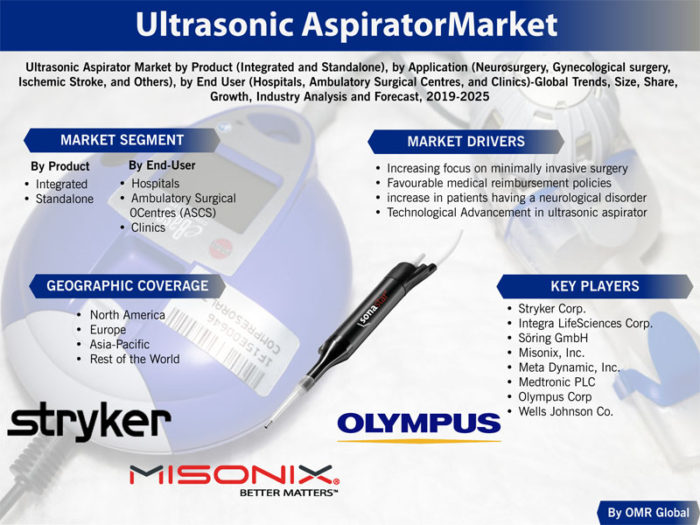 Ultrasonic AspiratorMarket
Ultrasonic Aspirator Market by Product (Integrated and Standalone), by Application (Neurosurgery, Gynecological surgery,
Ischemic Stroke, and Others), by End User (Hospitals, Ambulatory Surgical Centres, and Clinics)-Global Trends, Size, Share,
Growth, Industry Analysis and Forecast, 2019-2025
MARKET SEGMENT
By Product
• Integrated
• Standalone
By End-User
• Hospitals
• Ambulatory Surgical
0Centres (ASCS)
• Clinics
MARKET DRIVERS
• Increasing focus on minimally invasive surgery
• Favourable medical reimbursement policies
• increase in patients having a neurological disorder
• Technological Advancement in ultrasonic aspirator
GEOGRAPHIC COVERAGE
• North America
• Europe
• Asia-Pacific
• Rest of the World
KEY PLAYERS
• Stryker Corp.
• Integra LifeSciences Corp.
• Söring GmbH
• Misonix, Inc.
• Meta Dynamic, Inc.
• Medtronic PLC
• Olympus Corp
• Wells Johnson Co.
stryker
OLYMPUS
MISONIX®
BETTER MATTERS™
By OMR Global